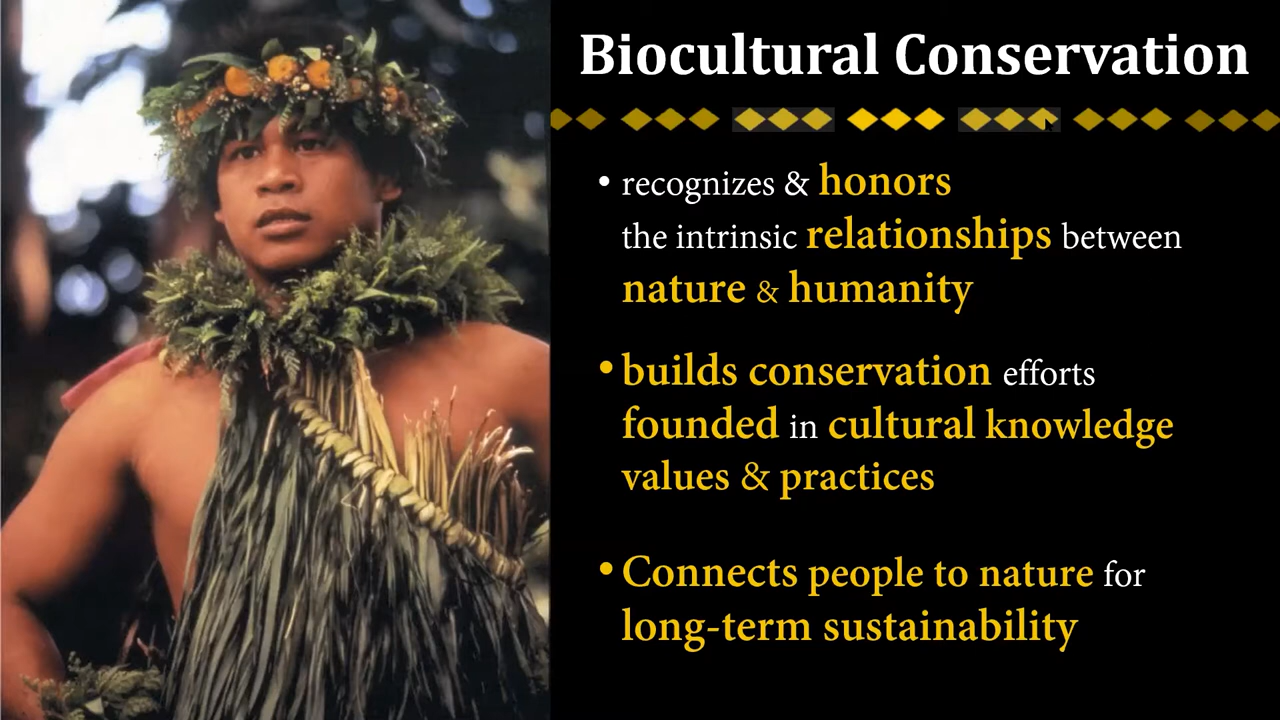 Biocultural Conservation
• recognizes & honors
the intrinsic relationships between
nature & humanity
• builds conservation efforts
founded in cultural knowledge
values & practices
• Connects people to nature for
long-term sustainability